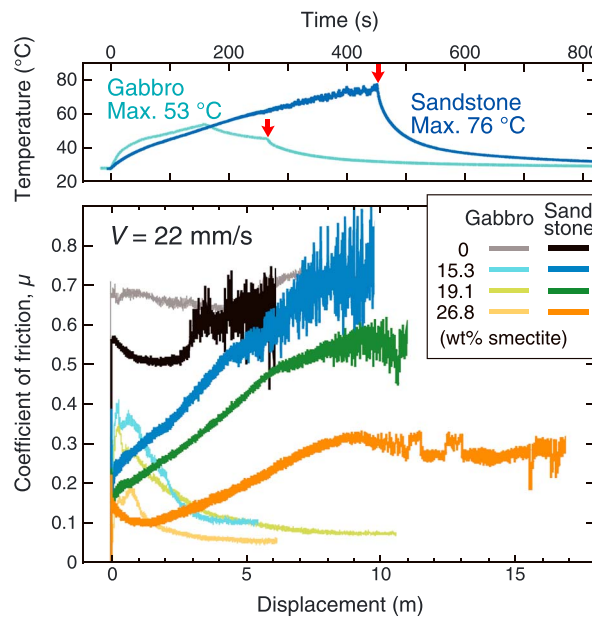 Time (s)
0 200 400 600 800
Temperature (°C)
80
60
40
20
Gabbro
Max. 53 °C
Sandstone
Max. 76 °C
V = 22 mm/s
Gabbro
Sand
stone
0
15.3
19.1
26.8
(wt% smectite)
Coefficient of friction, μ
0.8
0.7
0.6
0.5
0.4
0.3
0.2
0.1
0
0 5 10 15
Displacement (m)